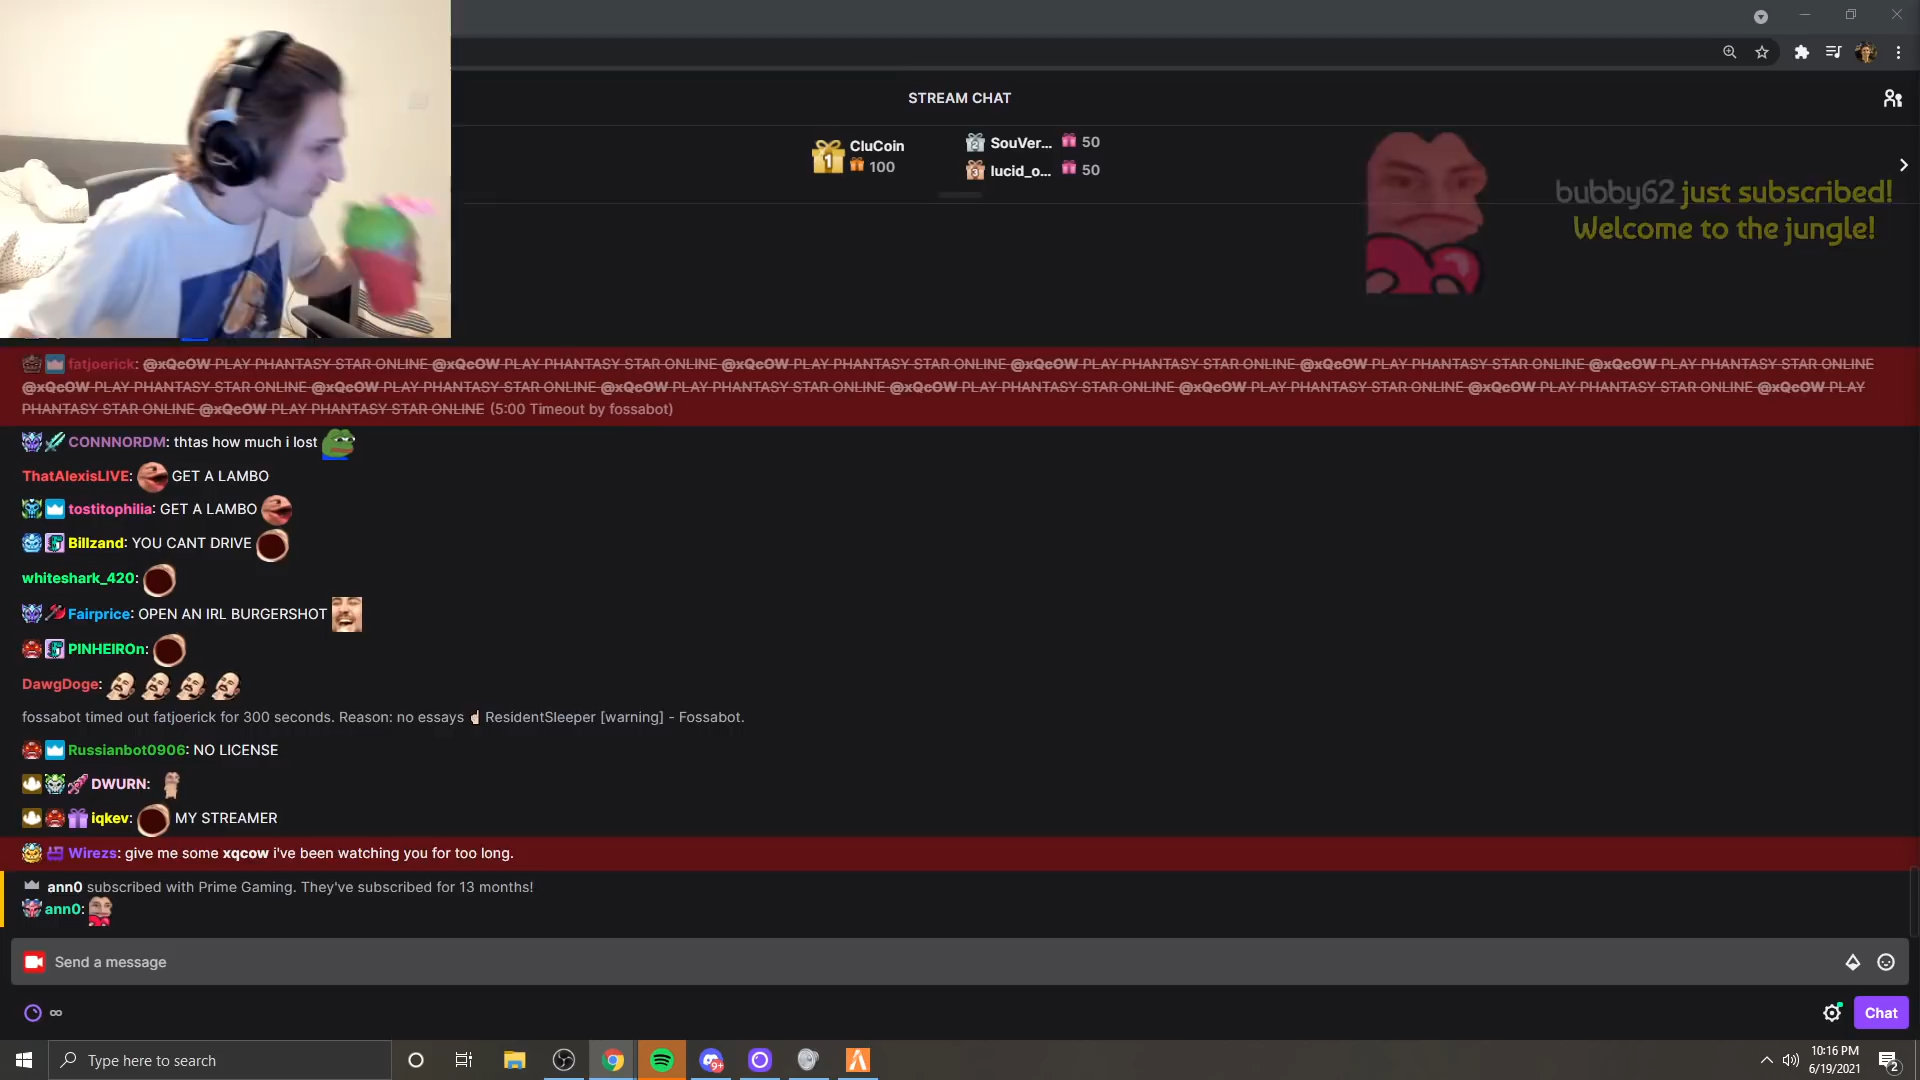 STREAM CHAT
CluCoin
100
SouVer... 50
lucid_o... 50
bubby62 just subscribed!
Welcome to the jungle!
fatjoerick: @xQcOW PLAY PHANTASY STAR ONLINE @xQcOW PLAY PHANTASY STAR ONLINE @xQcOW PLAY PHANTASY STAR ONLINE @xQcOW PLAY PHANTASY STAR ONLINE @xQcOW PLAY PHANTASY STAR ONLINE @xQcOW PLAY PHANTASY STAR ONLINE
@xQcOW PLAY PHANTASY STAR ONLINE @xQcOW PLAY PHANTASY STAR ONLINE @xQcOW PLAY PHANTASY STAR ONLINE @xQcOW PLAY PHANTASY STAR ONLINE @xQcOW PLAY PHANTASY STAR ONLINE @xQcOW PLAY PHANTASY STAR ONLINE @xQcOW PLAY
PHANTASY STAR ONLINE @xQcOW PLAY PHANTASY STAR ONLINE (5:00 Timeout by fossabot)
CONNNORDM: thtas how much i lost
ThatAlexisLIVE: GET A LAMBO
tostitophilia: GET A LAMBO
Billzand: YOU CANT DRIVE
whiteshark_420:
Fairprice: OPEN AN IRL BURGERSHOT
PINHEIROn:
DawgDoge:
fossabot timed out fatjoerick for 300 seconds. Reason: no essays ResidentSleeper [warning] - Fossabot.
Russianbot0906: NO LICENSE
DWURN:
iqkev: MY STREAMER
Wirezs: give me some xqcow i've been watching you for too long.
ann0 subscribed with Prime Gaming. They've subscribed for 13 months!
ann0:
Send a message
∞
Chat
Type here to search
9+
10:16 PM
6/19/2021
2